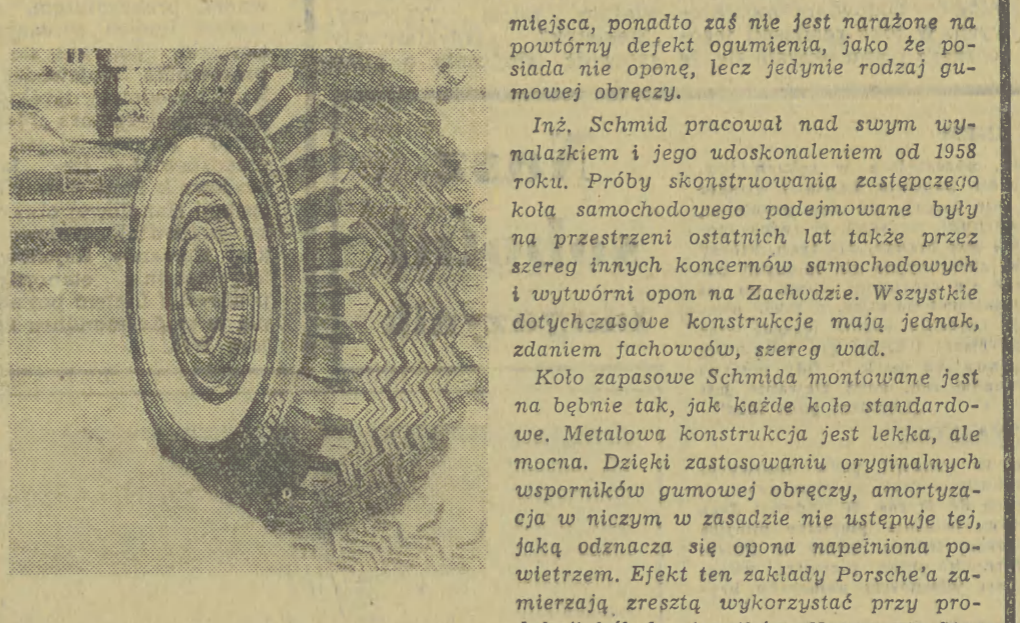 miejsca, ponadto zaś nie jest narażone na
powtórny defekt ogumienia, jako że po-
siada nie oponę, lecz jedynie rodzaj gu-
mowej obręczy.
Inż. Schmid pracował nad swym wy-
nalazkiem i jego udoskonaleniem od 1958
roku. Próby skonstruowania zastępczego
koła samochodowego podejmowane były
na przestrzeni ostatnich lat także przez
szereg innych koncernów samochodowych
i wytwórni opon na Zachodzie. Wszystkie
dotychczasowe konstrukcje mają jednak,
zdaniem fachowców, szereg wad.
Koło zapasowe Schmida montowane jest
na bębnie tak, jak każde koło standardo-
we. Metalowa konstrukcja jest lekka, ale
mocna. Dzięki zastosowaniu oryginalnych
wsporników gumowej obręczy, amortyza-
cja w niczym w zasadzie nie ustępuje tej,
jaką odznacza się opona napełniona po-
wietrzem. Efekt ten zakłady Porsche'a za-
mierzają zresztą wykorzystać przy pro-